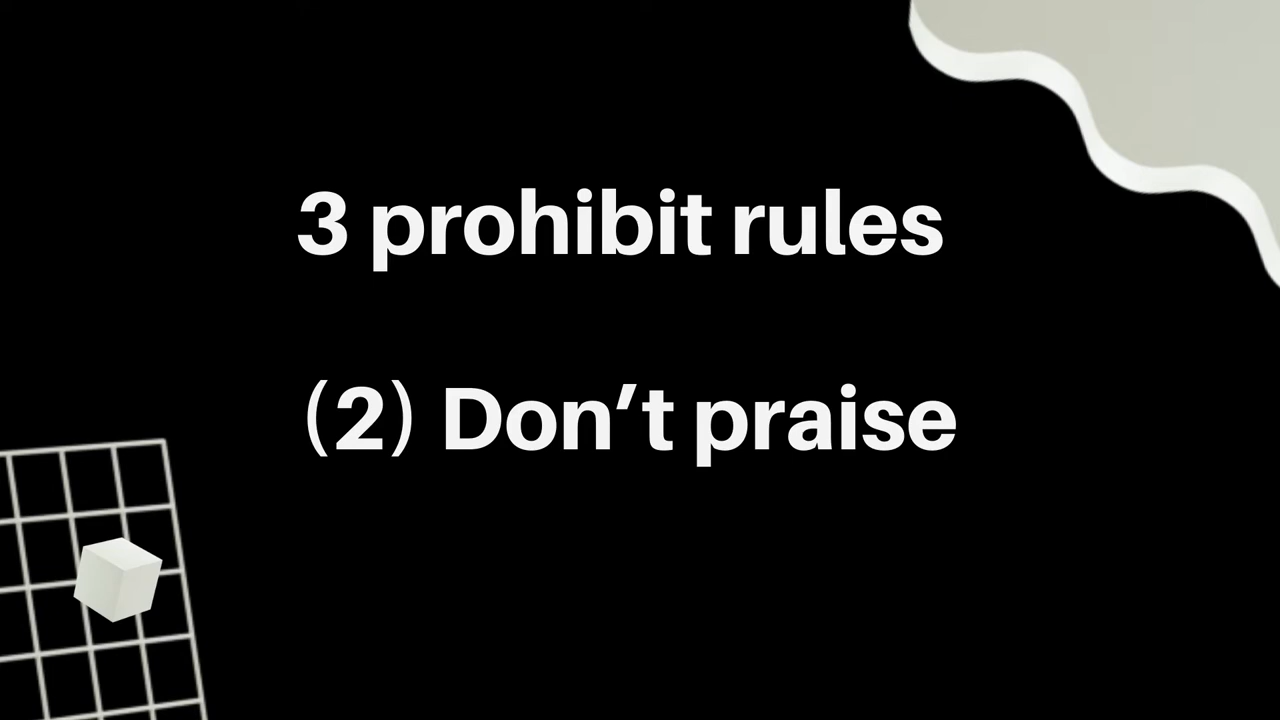 3 prohibit rules
(2) Don’t praise